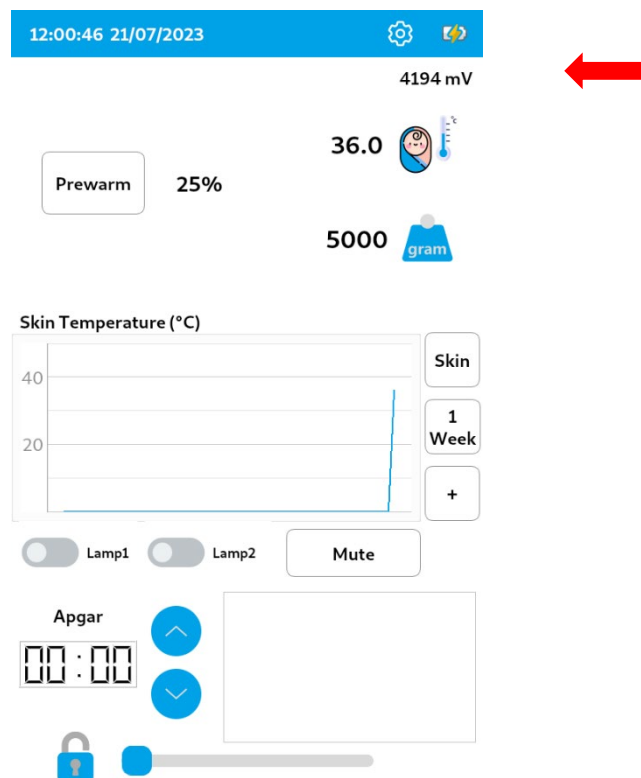 12:00:46 21/07/2023
4194 mV
36.0
°c
Prewarm 25%
5000 gram
Skin Temperature (°C)
40
20
Skin
1
Week
+
Lamp1 Lamp2 Mute
Apgar
00:00